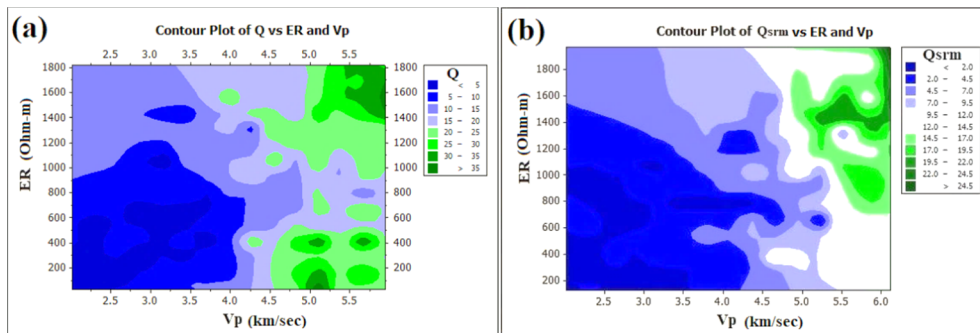 (a)
Contour Plot of Q vs ER and Vp
2.5 3.0 3.5 4.0 4.5 5.0 5.5
1800 1800
1600 1600
1400 1400
1200 1200
1000 1000
800 800
600 600
400 400
200 200
2.5 3.0 3.5 4.0 4.5 5.0 5.5
ER (Ohm-m)
Vp (km/sec)
Q
< 5
5 – 10
10 – 15
15 – 20
20 – 25
25 – 30
30 – 35
> 35
(b)
Contour Plot of Qsrm vs ER and Vp
1800
1600
1400
1200
1000
800
600
400
200
2.5 3.0 3.5 4.0 4.5 5.0 5.5 6.0
ER (Ohm-m)
Vp (km/sec)
Qsrm
< 2.0
2.0 – 4.5
4.5 – 7.0
7.0 – 9.5
9.5 – 12.0
12.0 – 14.5
14.5 – 17.0
17.0 – 19.5
19.5 – 22.0
22.0 – 24.5
> 24.5